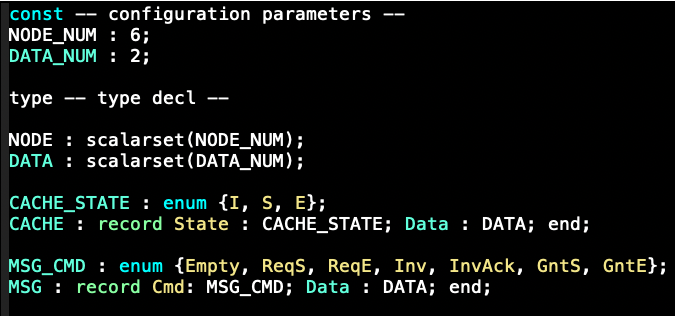 const -- configuration parameters --
NODE_NUM : 6;
DATA_NUM : 2;
type -- type decl --
NODE : scalarset(NODE_NUM);
DATA : scalarset(DATA_NUM);
CACHE_STATE : enum {I, S, E};
CACHE : record State : CACHE_STATE; Data : DATA; end;
MSG_CMD : enum {Empty, ReqS, ReqE, Inv, InvAck, GntS, GntE};
MSG : record Cmd: MSG_CMD; Data : DATA; end;